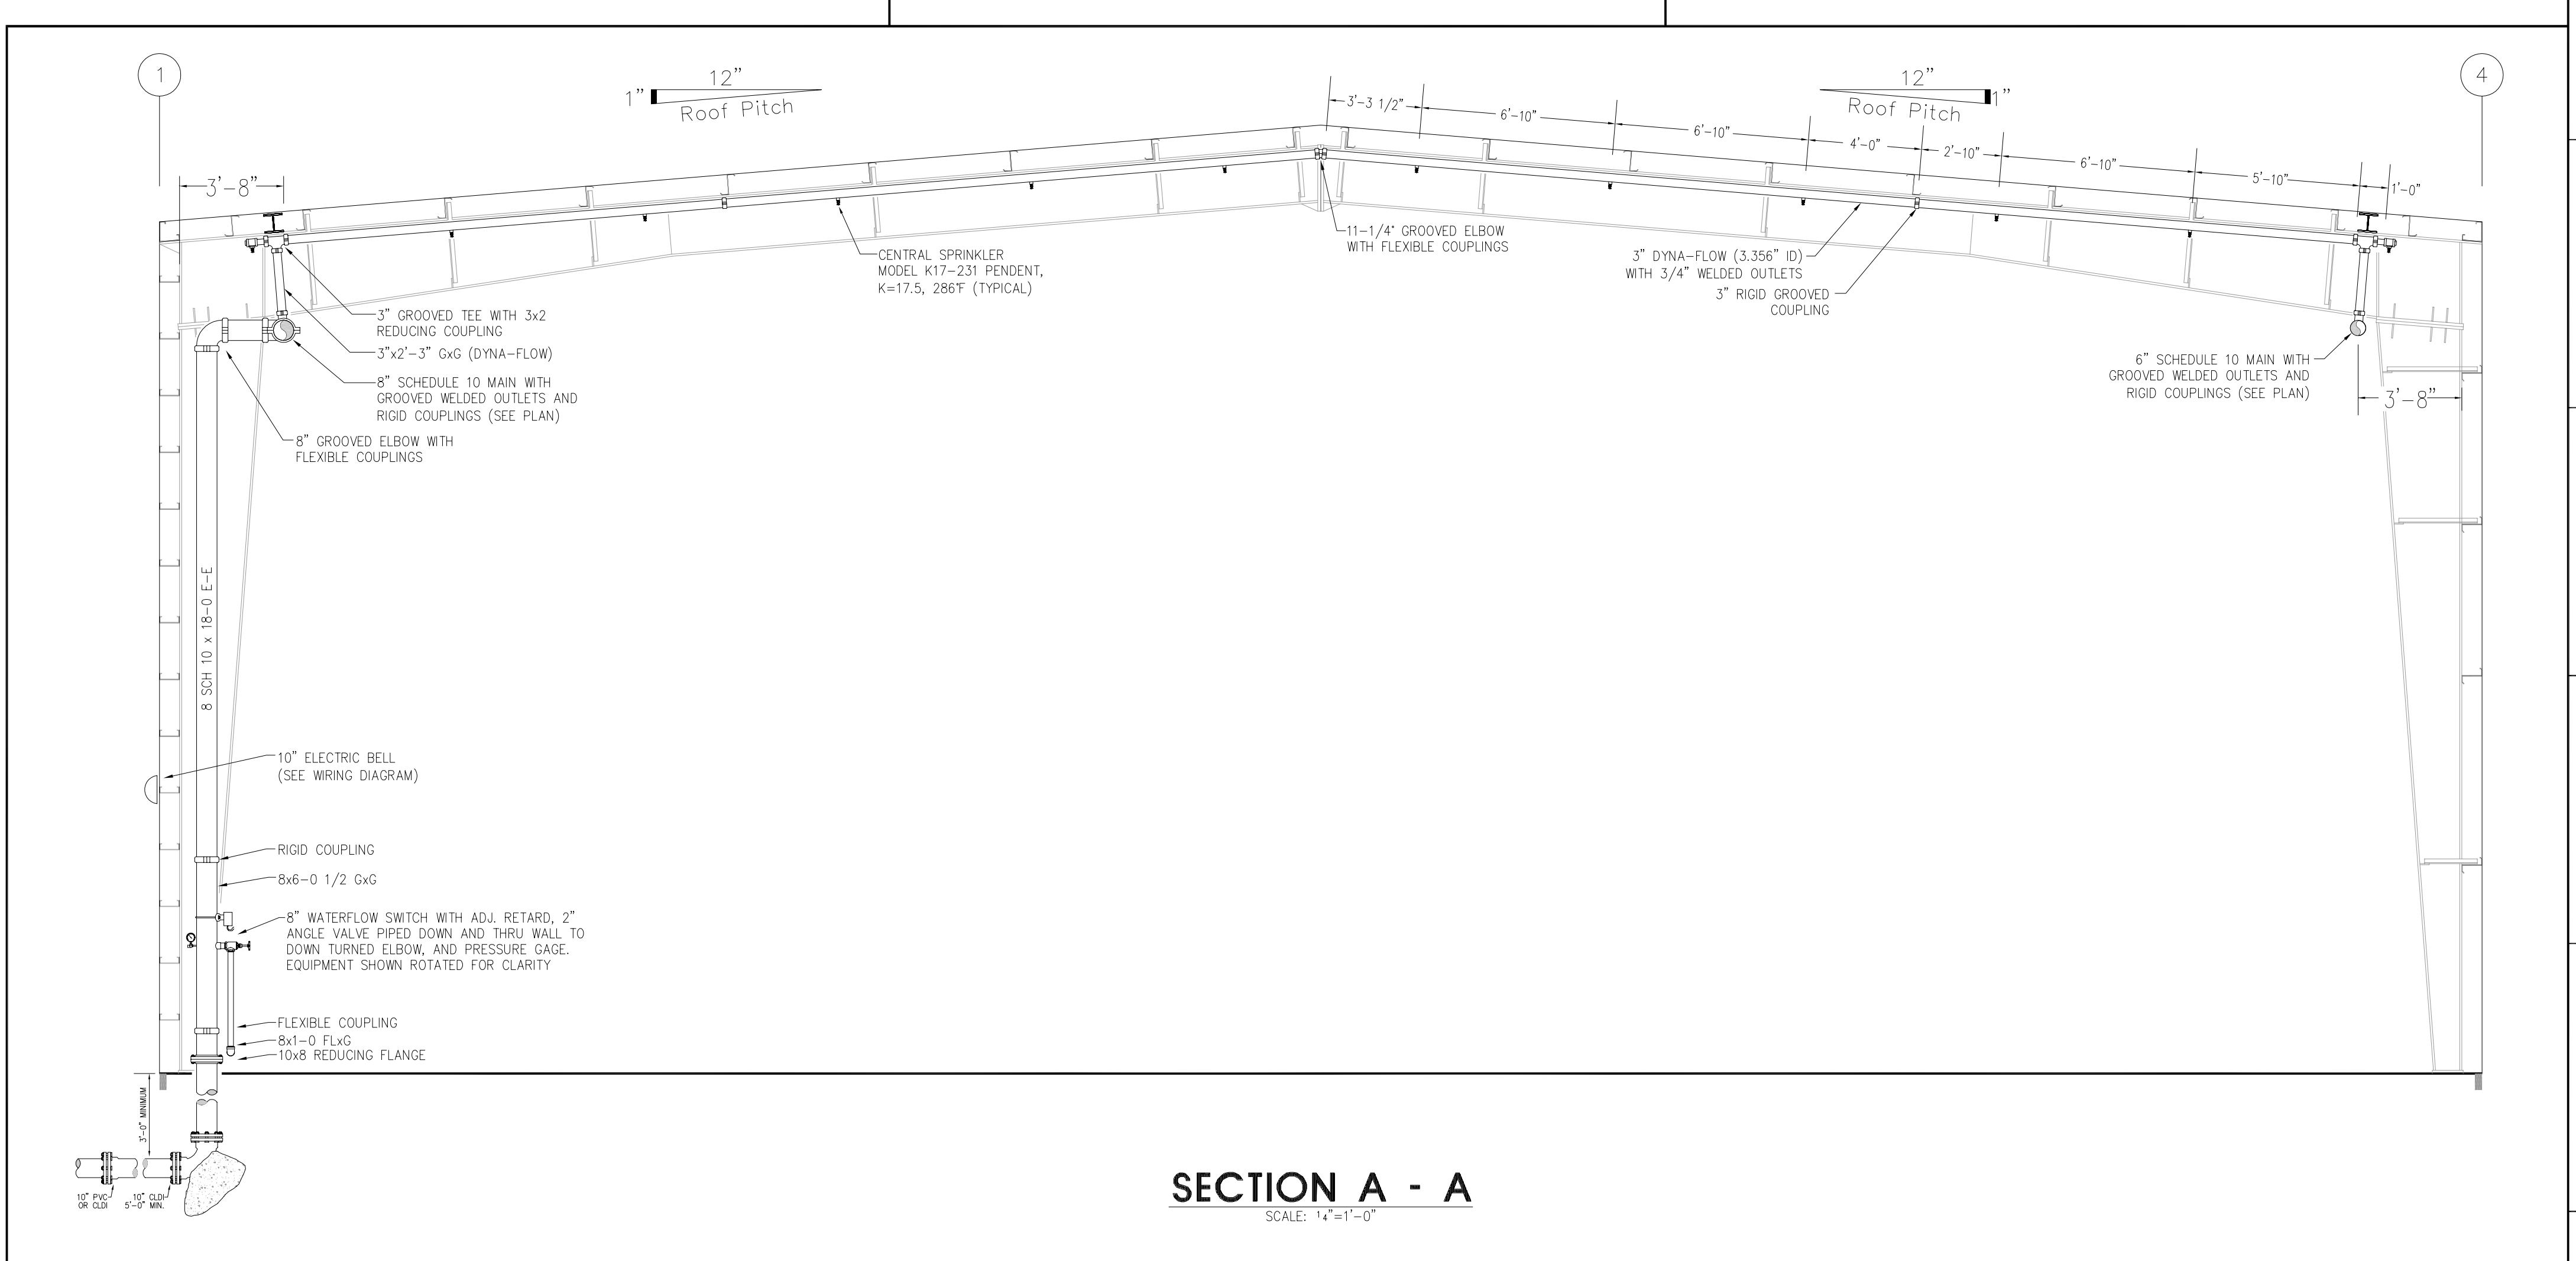 1
4
12”
1”
Roof Pitch
12”
1”
Roof Pitch
3’-3 1/2”
6’-10”
6’-10”
4’-0”
2’-10”
6’-10”
5’-10”
1’-0”
3’-8”
11-1/4° GROOVED ELBOW
WITH FLEXIBLE COUPLINGS
CENTRAL SPRINKLER
MODEL K17-231 PENDENT,
K=17.5, 286°F (TYPICAL)
3” DYNA-FLOW (3.356” ID)
WITH 3/4” WELDED OUTLETS
3” RIGID GROOVED
COUPLING
3” GROOVED TEE WITH 3x2
REDUCING COUPLING
3”x2’-3” GxG (DYNA-FLOW)
8” SCHEDULE 10 MAIN WITH
GROOVED WELDED OUTLETS AND
RIGID COUPLINGS (SEE PLAN)
6” SCHEDULE 10 MAIN WITH
GROOVED WELDED OUTLETS AND
RIGID COUPLINGS (SEE PLAN)
3’-8”
8” GROOVED ELBOW WITH
FLEXIBLE COUPLINGS
8 SCH 10 x 18-0 E-E
10” ELECTRIC BELL
(SEE WIRING DIAGRAM)
RIGID COUPLING
8x6-0 1/2 GxG
8” WATERFLOW SWITCH WITH ADJ. RETARD, 2”
ANGLE VALVE PIPED DOWN AND THRU WALL TO
DOWN TURNED ELBOW, AND PRESSURE GAGE.
EQUIPMENT SHOWN ROTATED FOR CLARITY
FLEXIBLE COUPLING
8x1-0 FLxG
10x8 REDUCING FLANGE
3’-0” MINIMUM
10” PVC
OR CLDI
10” CLDI
5’-0” MIN.
SECTION A - A
SCALE: 1/4”=1’-0”